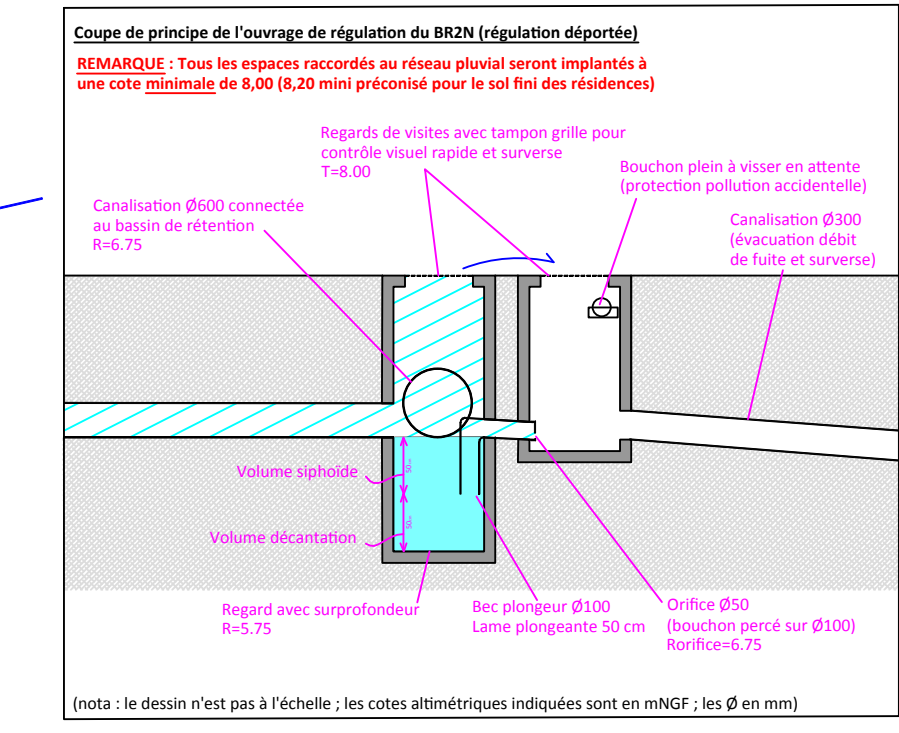 Coupe de principe de l'ouvrage de régulation du BR2N (régulation déportée)
REMARQUE : Tous les espaces raccordés au réseau pluvial seront implantés à
une cote minimale de 8,00 (8,20 mini préconisé pour le sol fini des résidences)
Regards de visites avec tampon grille pour
contrôle visuel rapide et surverse
T=8.00
Bouchon plein à visser en attente
(protection pollution accidentelle)
Canalisation Ø600 connectée
au bassin de rétention
R=6.75
Canalisation Ø300
(évacuation débit
de fuite et surverse)
Volume siphoïde
50cm
Volume décantation
50cm
Regard avec surprofondeur
R=5.75
Bec plongeur Ø100
Lame plongeante 50 cm
Orifice Ø50
(bouchon percé sur Ø100)
Rorifice=6.75
(nota : le dessin n'est pas à l'échelle ; les cotes altimétriques indiquées sont en mNGF ; les Ø en mm)